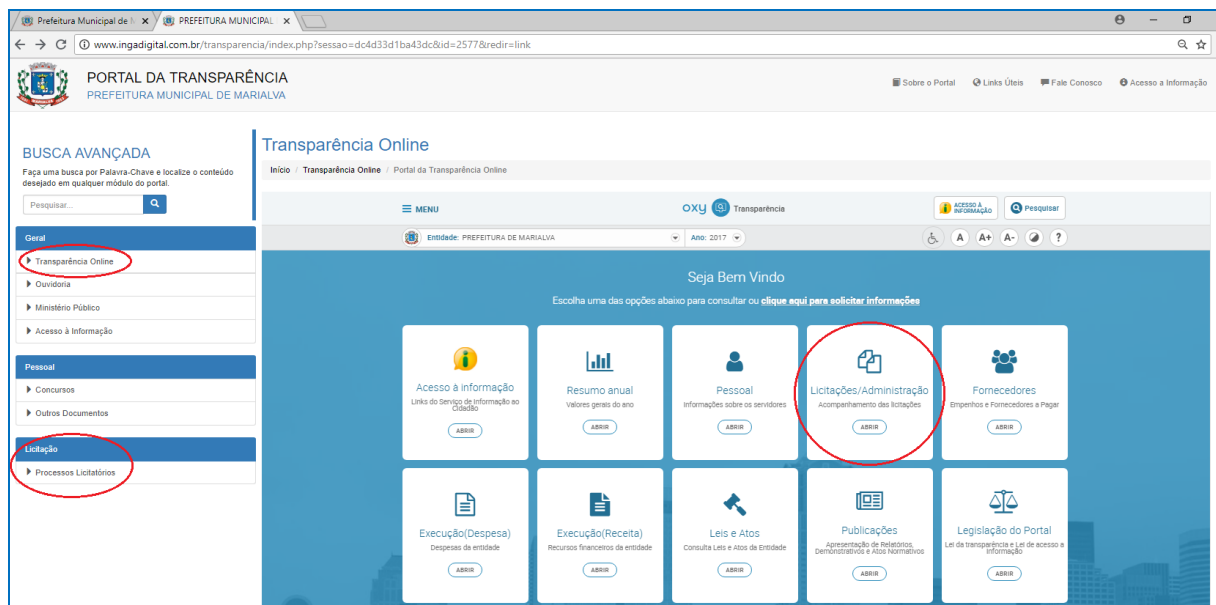 Prefeitura Municipal de
PREFEITURA MUNICIPAL
www.ingadigital.com.br/transparencia/index.php?sessao=dc4d33d1ba43dc&id=2577&redir=link
PORTAL DA TRANSPARÊNCIA
PREFEITURA MUNICIPAL DE MARIALVA
Sobre o Portal Links Úteis Fale Conosco Acesso a Informação
BUSCA AVANÇADA
Faça uma busca por Palavra-Chave e localize o conteúdo
desejado em qualquer módulo do portal.
Pesquisar...
Geral
Transparência Online
Ouvidoria
Ministério Público
Acesso à Informação
Pessoal
Concursos
Outros Documentos
Licitação
Processos Licitatórios
Transparência Online
Início / Transparência Online / Portal da Transparência Online
MENU
oxy Transparência
ACESSO À
INFORMAÇÃO
Pesquisar
Entidade: PREFEITURA DE MARIALVA
Ano: 2017
A A+ A- ?
Seja Bem Vindo
Escolha uma das opções abaixo para consultar ou clique aqui para solicitar informações
Acesso à informação
Links do Serviço de Informação ao
Cidadão
ABRIR
Resumo anual
Valores gerais do ano
ABRIR
Pessoal
Informações sobre os servidores
ABRIR
Licitações/Administração
Acompanhamento das licitações
ABRIR
Fornecedores
Empenhos e Fornecedores a Pagar
ABRIR
Execução(Despesa)
Despesas da entidade
ABRIR
Execução(Receita)
Recursos financeiros da entidade
ABRIR
Leis e Atos
Consulta Leis e Atos da Entidade
ABRIR
Publicações
Apresentação de Relatórios,
Demonstrativos e Atos Normativos
ABRIR
Legislação do Portal
Lei da transparência e Lei de acesso a
informação
ABRIR